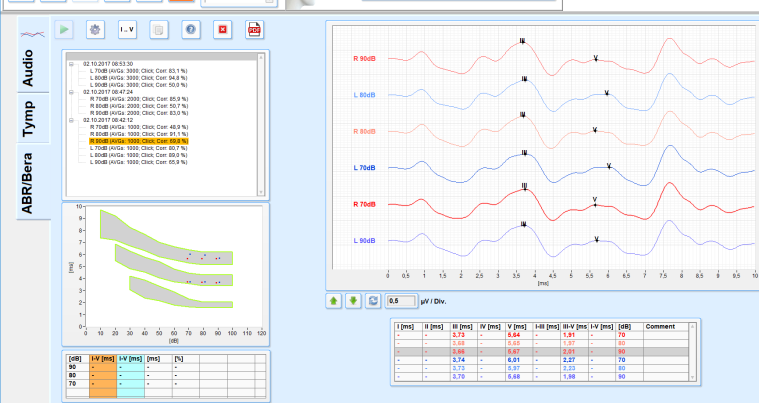 I→V
PDF
Audio
Tymp
ABR/Bera
02.10.2017 08:53:30
L 70dB (AVGs: 3000; Click; Corr: 83,1 %)
L 80dB (AVGs: 3000; Click; Corr: 94,8 %)
L 90dB (AVGs: 3000; Click; Corr: 50,0 %)
02.10.2017 08:47:24
R 70dB (AVGs: 2000; Click; Corr: 85,9 %)
R 80dB (AVGs: 2000; Click; Corr: 50,7 %)
R 90dB (AVGs: 2000; Click; Corr: 83,0 %)
02.10.2017 08:42:12
R 70dB (AVGs: 1000; Click; Corr: 48,9 %)
R 80dB (AVGs: 1000; Click; Corr: 91,1 %)
R 90dB (AVGs: 1000; Click; Corr: 69,8 %)
L 70dB (AVGs: 1000; Click; Corr: 80,7 %)
L 80dB (AVGs: 1000; Click; Corr: 89,0 %)
L 90dB (AVGs: 1000; Click; Corr: 65,9 %)
10
9
8
7
6
5
4
3
2
1
0
[ms]
0 10 20 30 40 50 60 70 80 90 100 110 120
[dB]
[dB] I-V [ms] I-V [ms] [ms] [%]
90 - - - -
80 - - - -
70 - - - -
R 90dB III V
L 80dB III V
R 80dB III V
L 70dB III V
R 70dB III V
L 90dB III V
0 0,5 1 1,5 2 2,5 3 3,5 4 4,5 5 5,5 6 6,5 7 7,5 8 8,5 9 9,5 10
[ms]
0,5 µV / Div.
I [ms] II [ms] III [ms] IV [ms] V [ms] I-III [ms] III-V [ms] I-V [ms] [dB] Comment
- - 3,73 - 5,64 - 1,91 - 70
- - 3,68 - 5,65 - 1,97 - 80
- - 3,66 - 5,67 - 2,01 - 90
- - 3,74 - 6,01 - 2,27 - 70
- - 3,73 - 5,97 - 2,23 - 80
- - 3,70 - 5,68 - 1,98 - 90